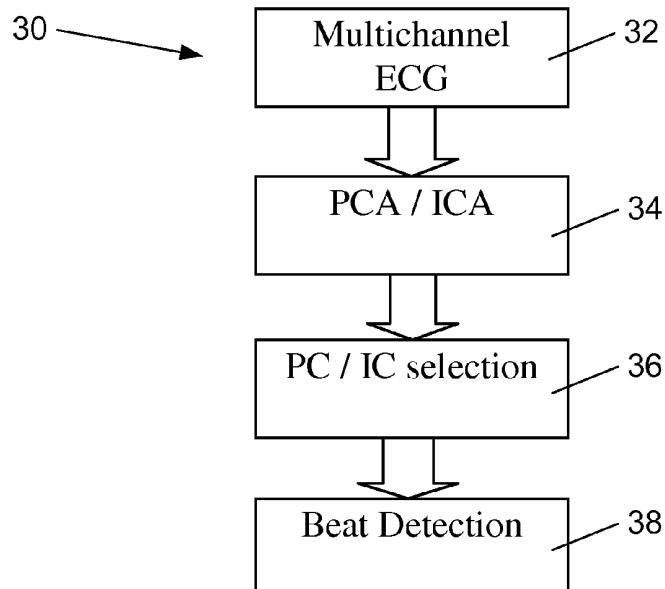 30
Multichannel
ECG
32
PCA / ICA
34
PC / IC selection
36
Beat Detection
38